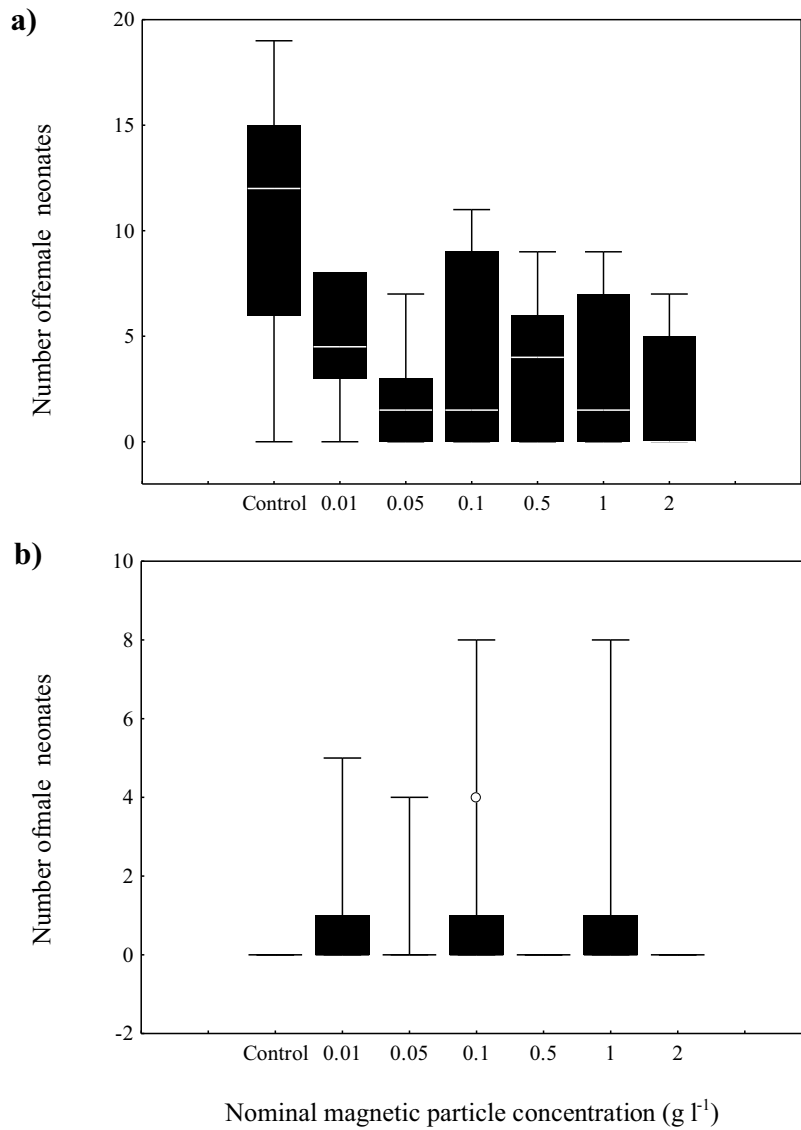 a)
Number offemale neonates
20
15
10
5
0
Control 0.01 0.05 0.1 0.5 1 2
b)
Number ofmale neonates
10
8
6
4
2
0
-2
Control 0.01 0.05 0.1 0.5 1 2
Nominal magnetic particle concentration (g l⁻¹)